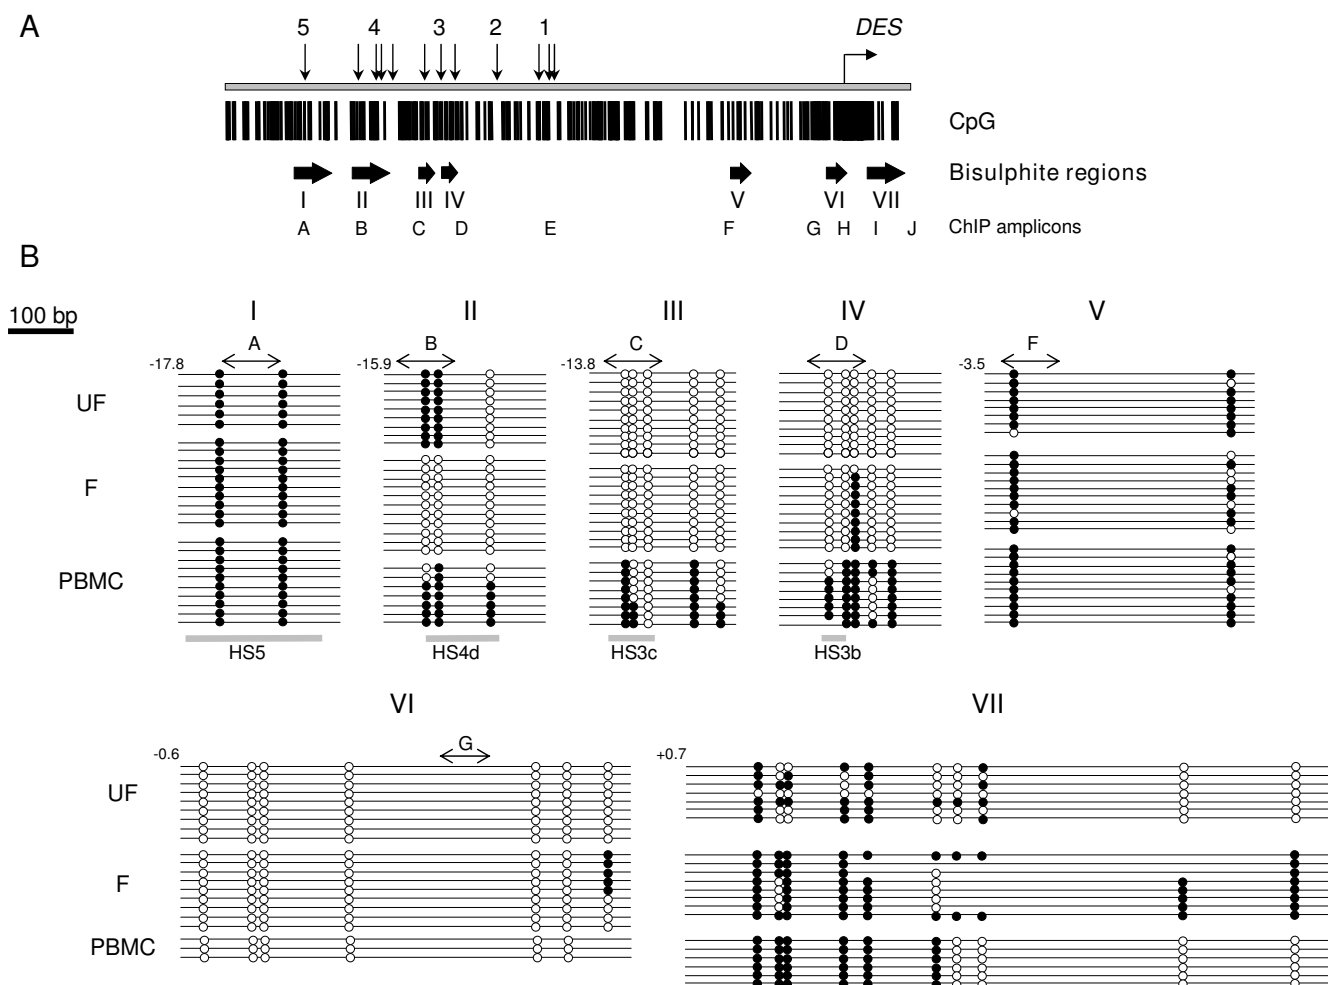 A
5 4 3 2 1 DES
CpG
Bisulphite regions
I II III IV V VI VII
A B C D E F G H I J ChIP amplicons
B
100 bp
I II III IV V
A B C D F
-17.8 -15.9 -13.8 -3.5
UF
F
PBMC
HS5 HS4d HS3c HS3b
VI VII
-0.6 G +0.7
UF
F
PBMC